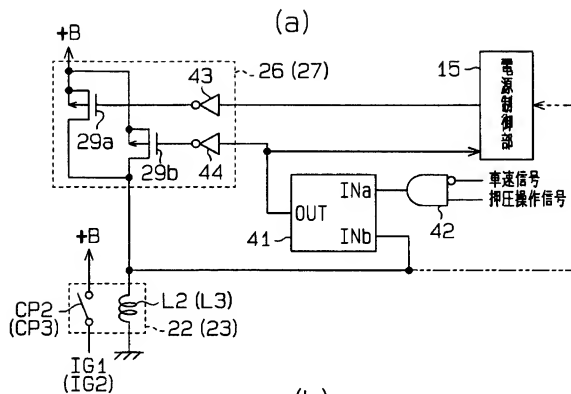 (a)
+B
43
26 (27)
15
電源制御部
29a
29b
44
OUT
INa
INb
41
42
車速信号
押圧操作信号
+B
CP2
(CP3)
L2 (L3)
22 (23)
IG1
(IG2)